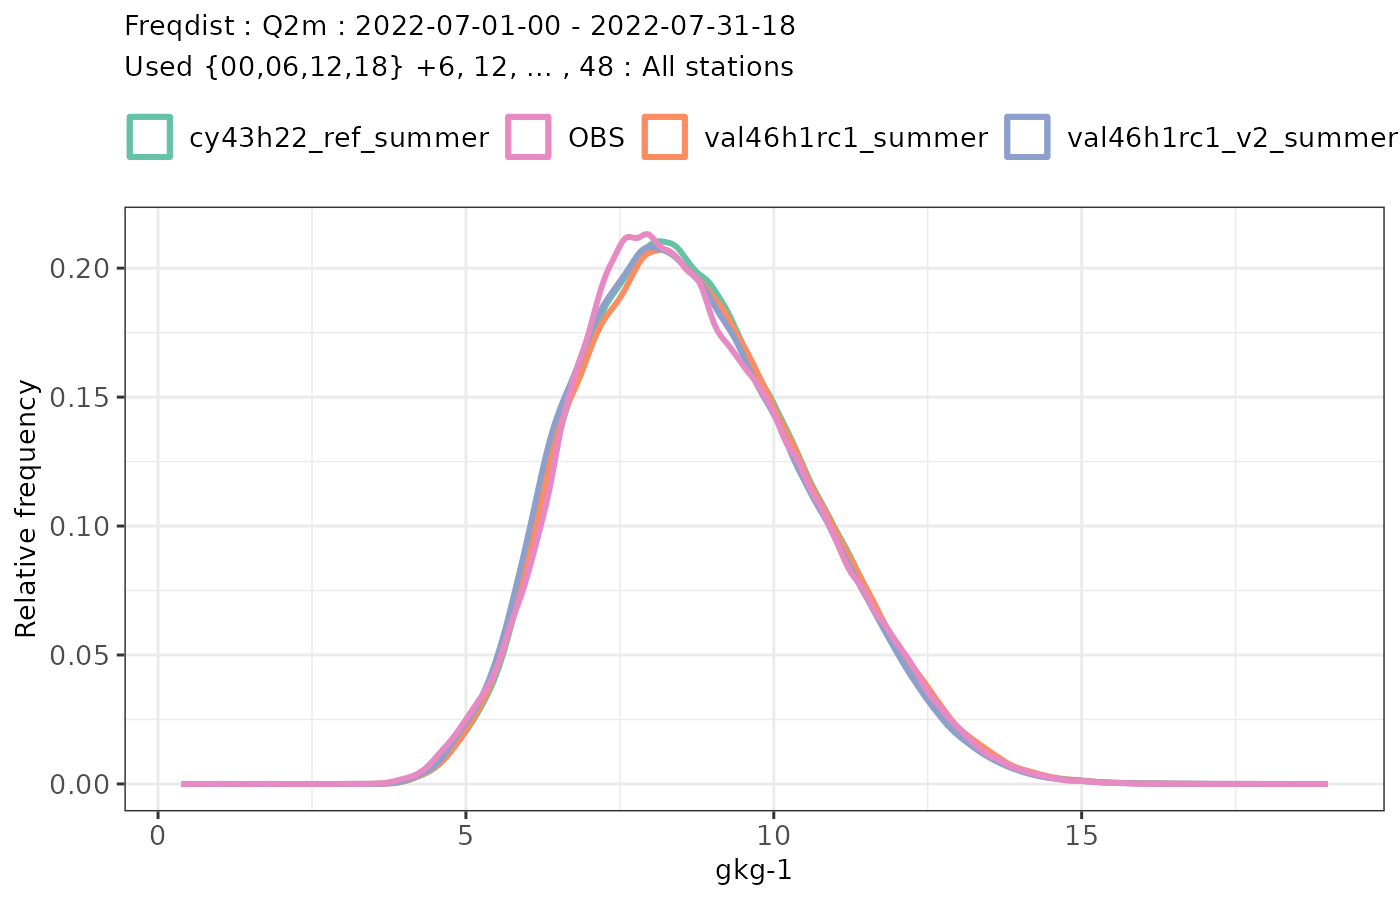 Freqdist : Q2m : 2022-07-01-00 - 2022-07-31-18
Used {00,06,12,18} +6, 12, ... , 48 : All stations
cy43h22_ref_summer OBS val46h1rc1_summer val46h1rc1_v2_summer
Relative frequency
0.20
0.15
0.10
0.05
0.00
0 5 10 15
gkg-1